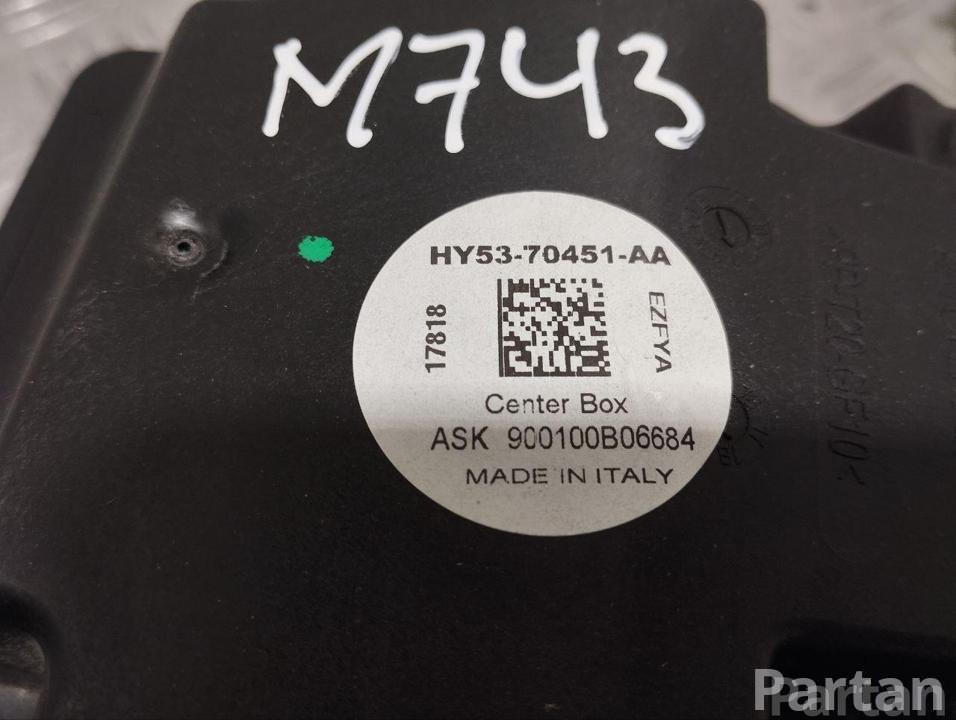 M743
HY53-70451-AA
17818
EZFYA
Center Box
ASK 900100B06684
MADE IN ITALY
Partan